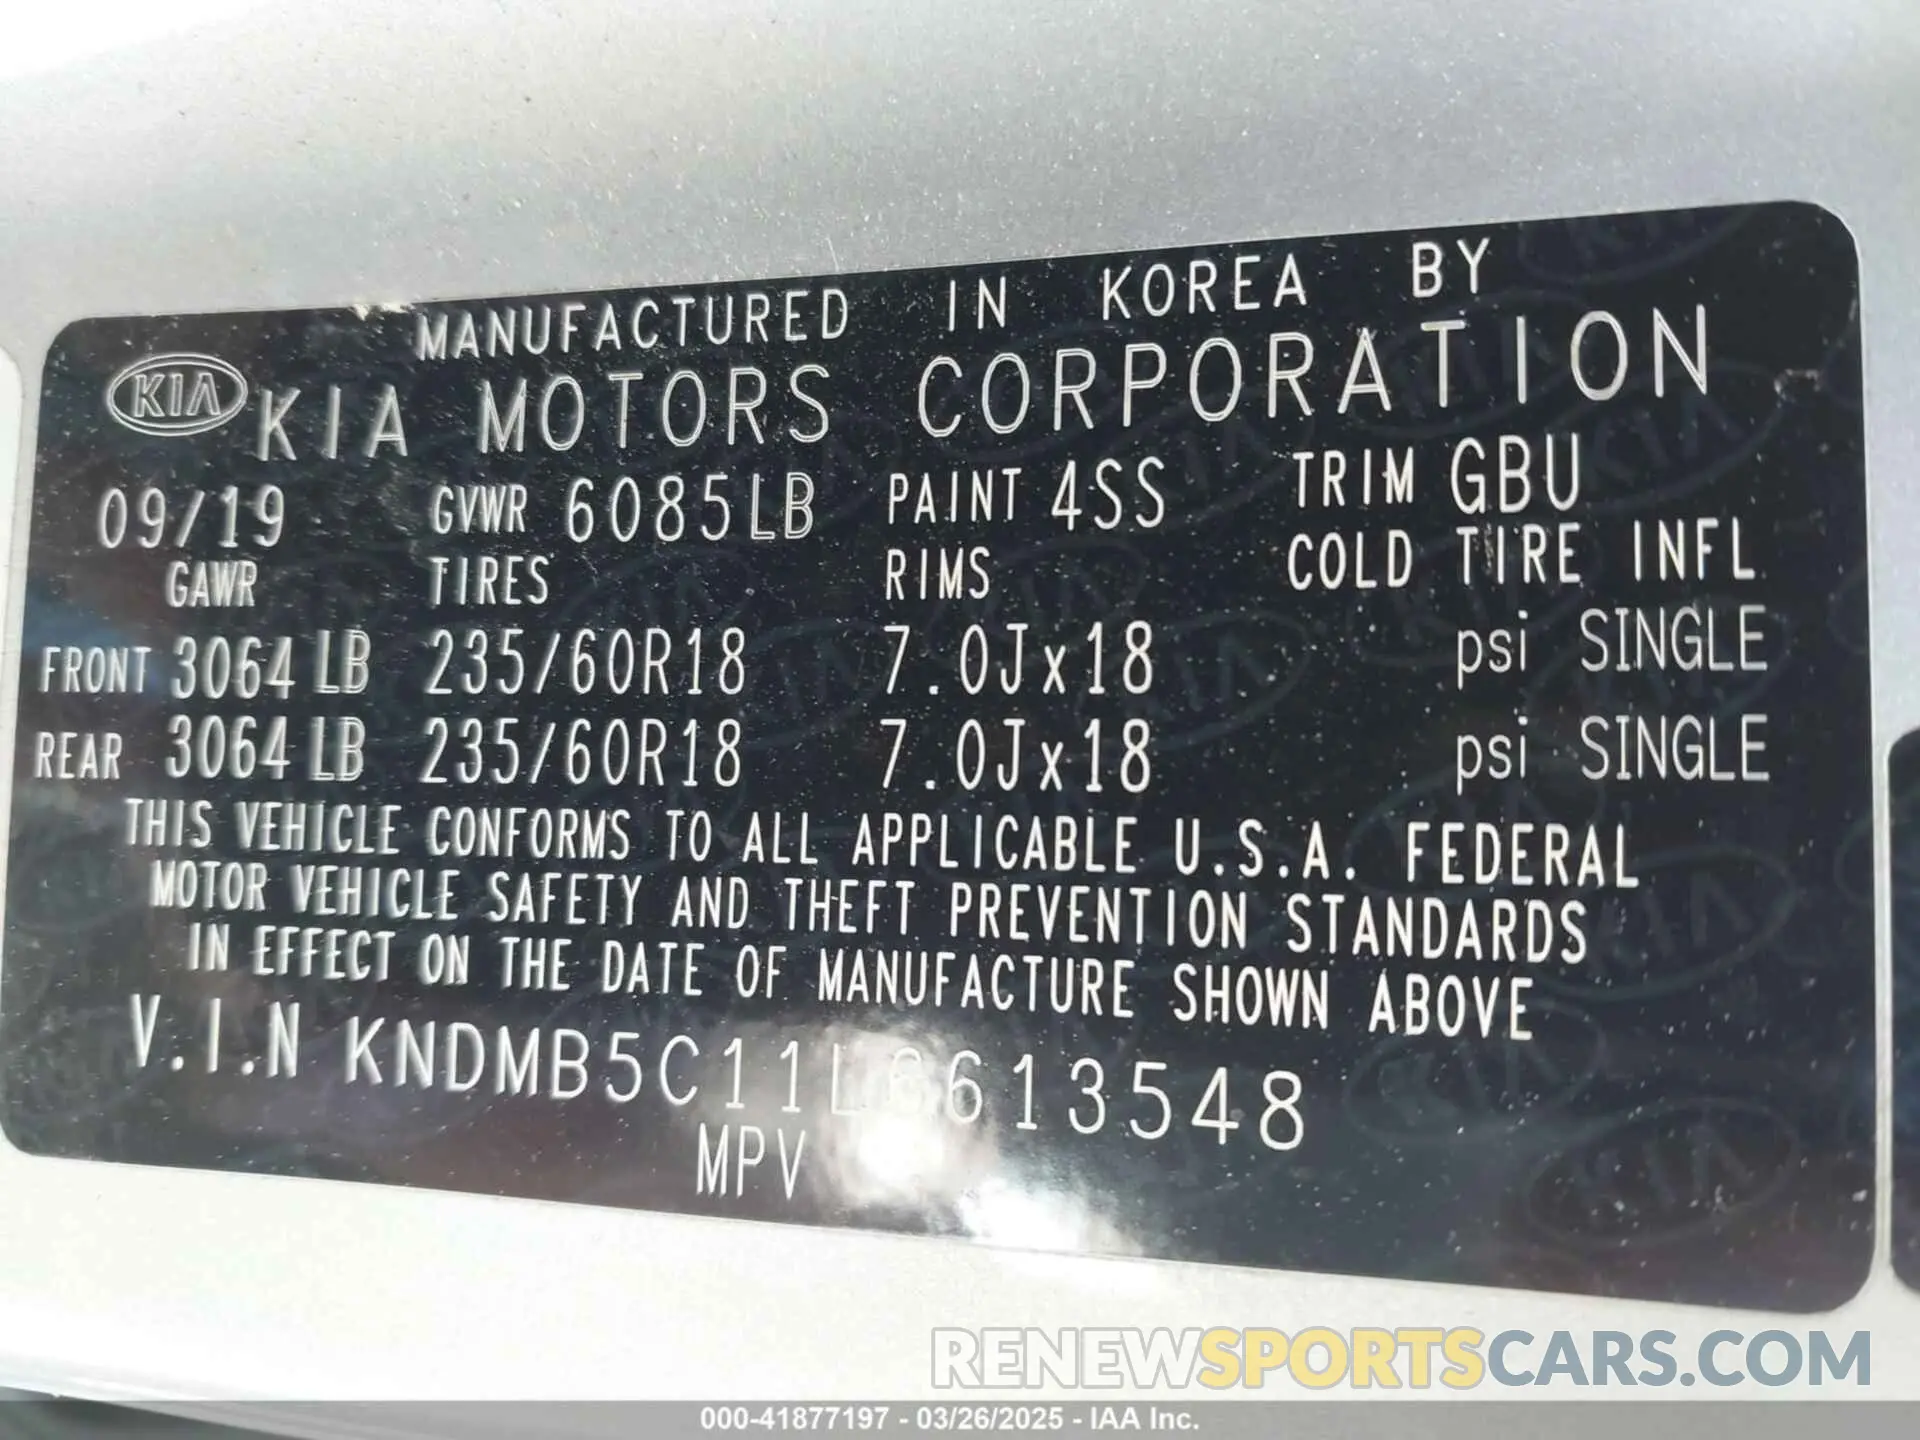 MANUFACTURED IN KOREA BY
KIA KIA MOTORS CORPORATION
09/19 GVWR 6085LB PAINT 4SS TRIM GBU
GAWR TIRES RIMS COLD TIRE INFL
FRONT 3064 LB 235/60R18 7.0Jx18 psi SINGLE
REAR 3064 LB 235/60R18 7.0Jx18 psi SINGLE
THIS VEHICLE CONFORMS TO ALL APPLICABLE U.S.A. FEDERAL
MOTOR VEHICLE SAFETY AND THEFT PREVENTION STANDARDS
IN EFFECT ON THE DATE OF MANUFACTURE SHOWN ABOVE
V.I.N KNDMB5C11L6613548
MPV
RENEWSPORTSCARS.COM
000-41877197 - 03/26/2025 - IAA Inc.